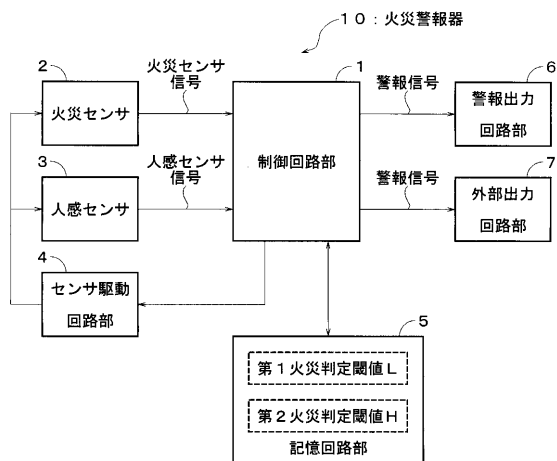 10：火災警報器
2
火災センサ
信号
1
警報信号
6
火災センサ
警報出力
回路部
3
人感センサ
信号
制御回路部
警報信号
7
人感センサ
外部出力
回路部
4
センサ駆動
回路部
5
第1火災判定閾値L
第2火災判定閾値H
記憶回路部